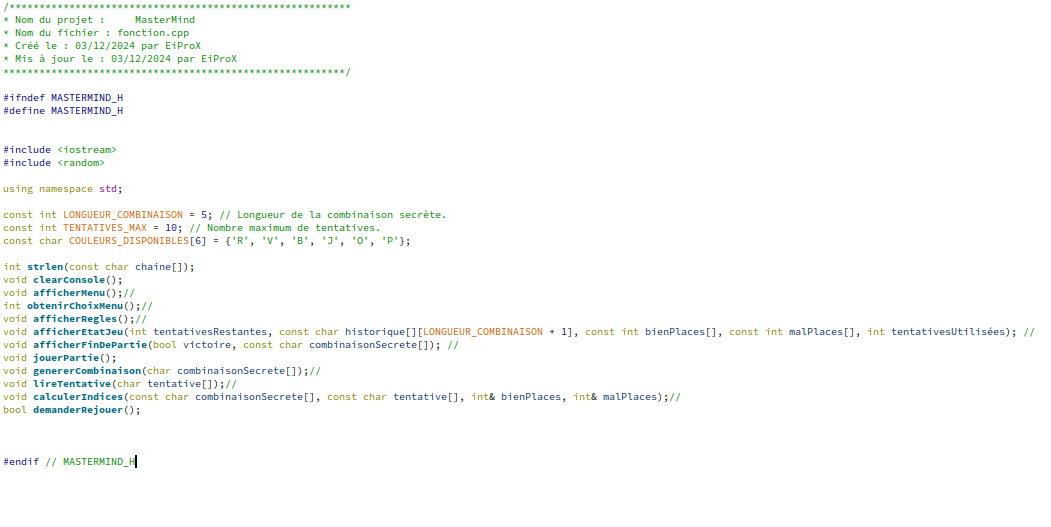 /*********************************************************
* Nom du projet :     MasterMind
* Nom du fichier : fonction.cpp
* Créé le : 03/12/2024 par EiProX
* Mis à jour le : 03/12/2024 par EiProX
*********************************************************/
#ifndef MASTERMIND_H
#define MASTERMIND_H
#include <iostream>
#include <random>
using namespace std;
const int LONGUEUR_COMBINAISON = 5; // Longueur de la combinaison secrète.
const int TENTATIVES_MAX = 10; // Nombre maximum de tentatives.
const char COULEURS_DISPONIBLES[6] = {'R', 'V', 'B', 'J', 'O', 'P'};
int strlen(const char chaine[]);
void clearConsole();
void afficherMenu();//
int obtenirChoixMenu();//
void afficherRegles();//
void afficherEtatJeu(int tentativesRestantes, const char historique[][LONGUEUR_COMBINAISON + 1], const int bienPlaces[], const int malPlaces[], int tentativesUtilisées); //
void afficherFinDePartie(bool victoire, const char combinaisonSecrete[]); //
void jouerPartie();
void genererCombinaison(char combinaisonSecrete[]);//
void lireTentative(char tentative[]);//
void calculerIndices(const char combinaisonSecrete[], const char tentative[], int& bienPlaces, int& malPlaces);//
bool demanderRejouer();
#endif // MASTERMIND_H